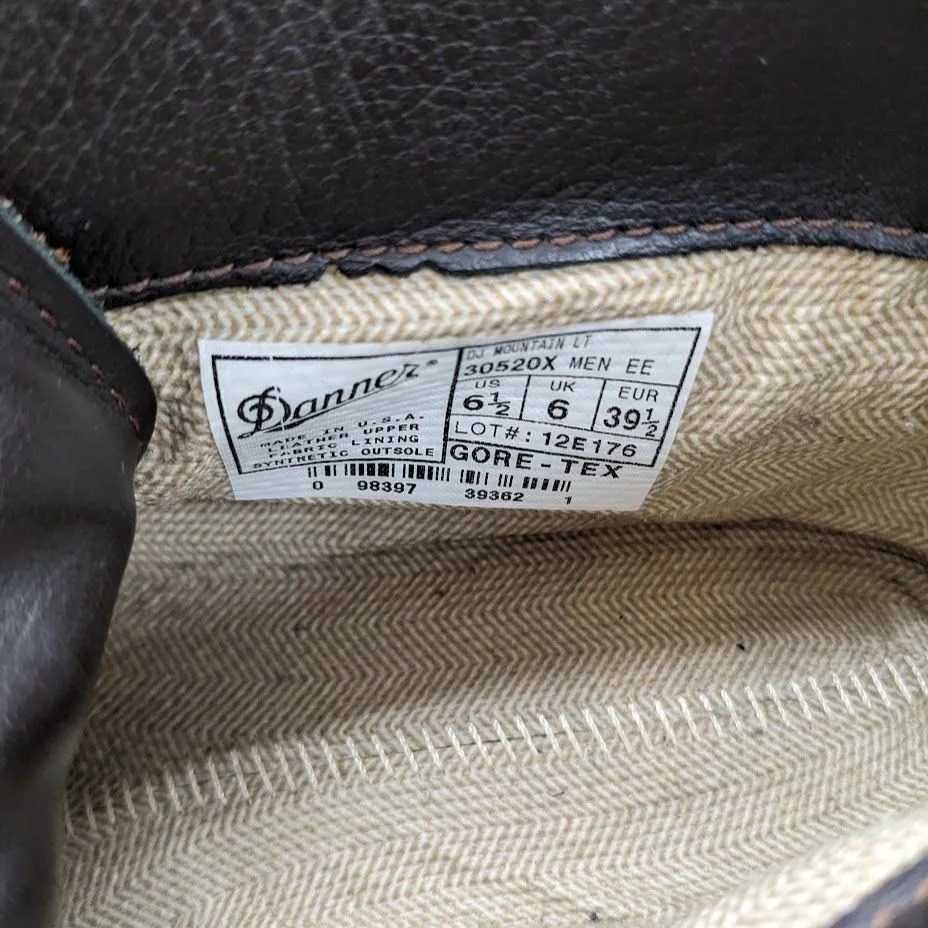 Danner®
MADE IN U.S.A.
LEATHER UPPER
FABRIC LINING
SYNTHETIC OUTSOLE
DJ MOUNTAIN LT
30520X MEN EE
US UK EUR
6½ 6 39½
LOT#: 12E176
GORE-TEX
0 98397 39362 1